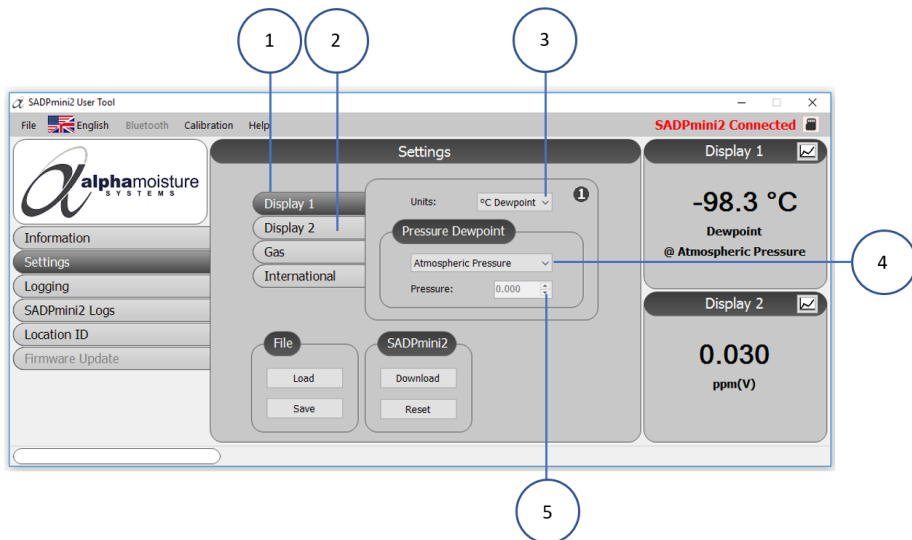 1
2
3
SADPmini2 User Tool
File English Bluetooth Calibration Help
SADPmini2 Connected
alphamoisture
SYSTEMS
Information
Settings
Logging
SADPmini2 Logs
Location ID
Firmware Update
Settings
Display 1
Display 2
Gas
International
Units: °C Dewpoint
1
Pressure Dewpoint
Atmospheric Pressure
Pressure: 0.000
File
Load
Save
SADPmini2
Download
Reset
Display 1
-98.3 °C
Dewpoint
@ Atmospheric Pressure
4
Display 2
0.030
ppm(V)
5